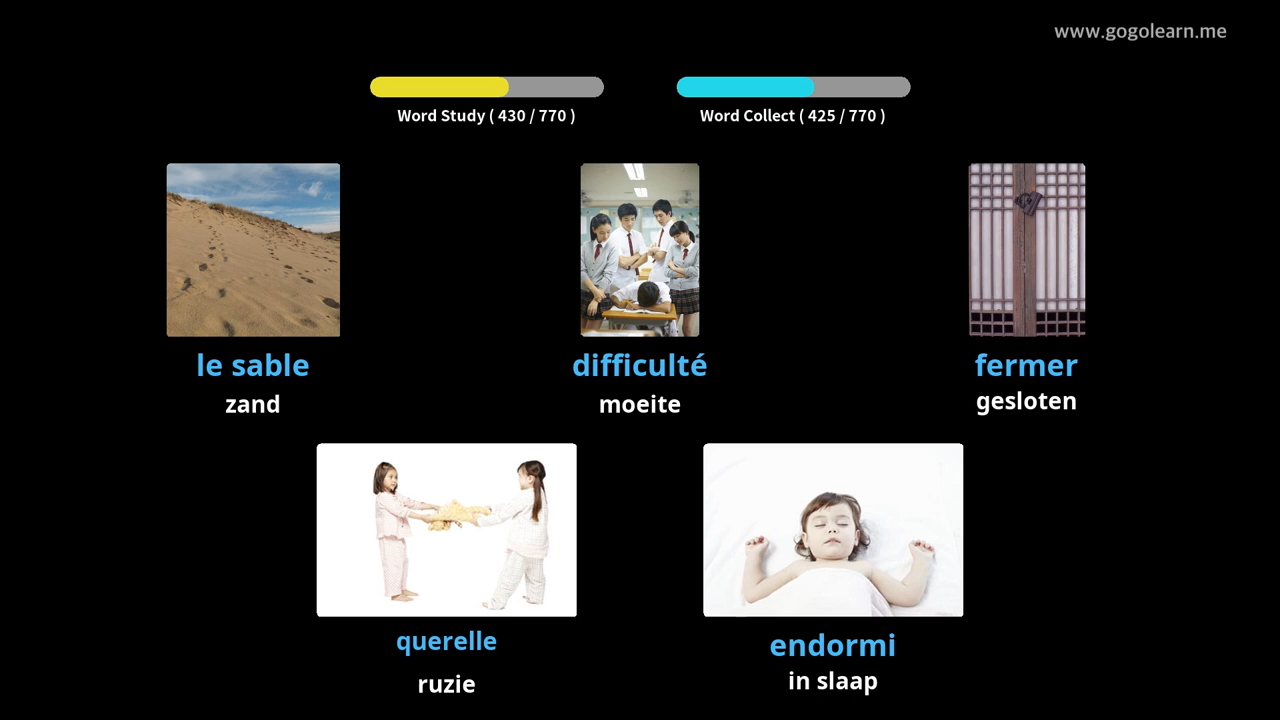 www.gogolearn.me
Word Study ( 430 / 770 )
Word Collect ( 425 / 770 )
le sable
zand
difficulté
moeite
fermer
gesloten
querelle
ruzie
endormi
in slaap